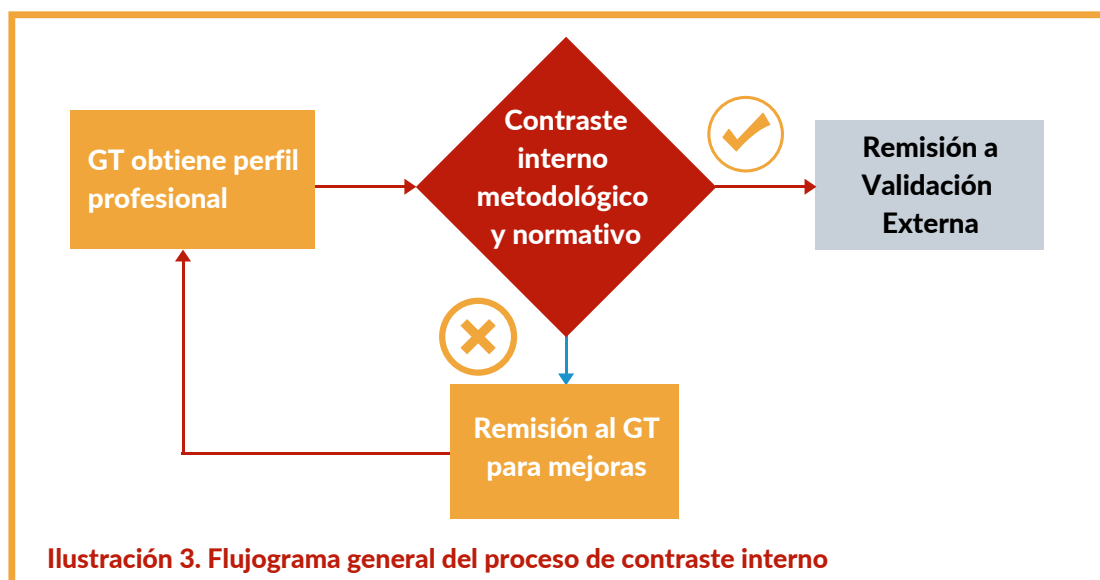 GT obtiene perfil
profesional
Contraste
interno
metodológico
y normativo
Remisión a
Validación
Externa
Remisión al GT
para mejoras
Ilustración 3. Flujograma general del proceso de contraste interno